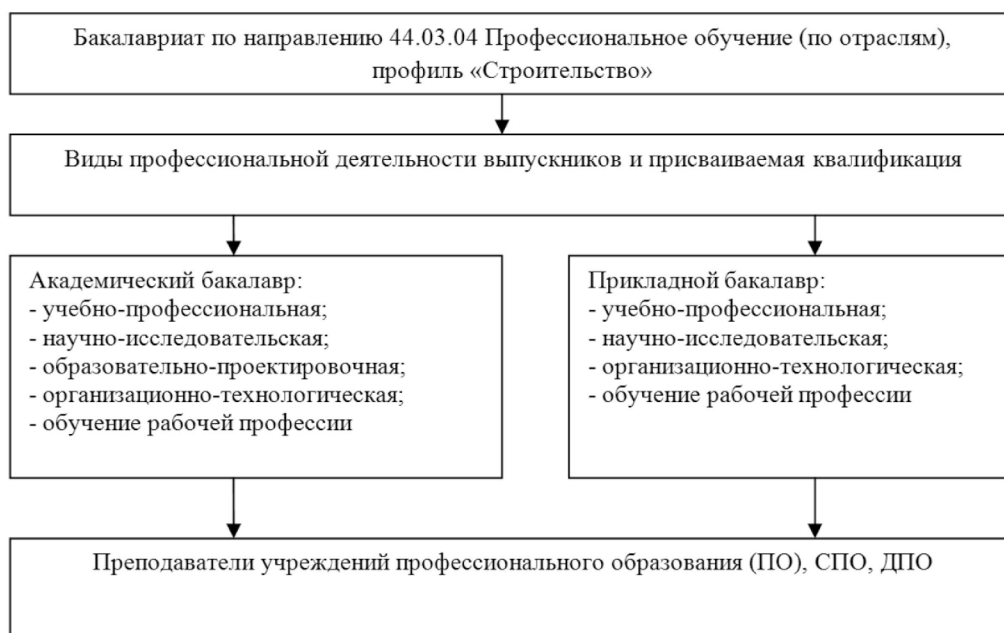 Бакалавриат по направлению 44.03.04 Профессиональное обучение (по отраслям),
профиль «Строительство»
Виды профессиональной деятельности выпускников и присваиваемая квалификация
Академический бакалавр:
- учебно-профессиональная;
- научно-исследовательская;
- образовательно-проектировочная;
- организационно-технологическая;
- обучение рабочей профессии
Прикладной бакалавр:
- учебно-профессиональная;
- научно-исследовательская;
- организационно-технологическая;
- обучение рабочей профессии
Преподаватели учреждений профессионального образования (ПО), СПО, ДПО